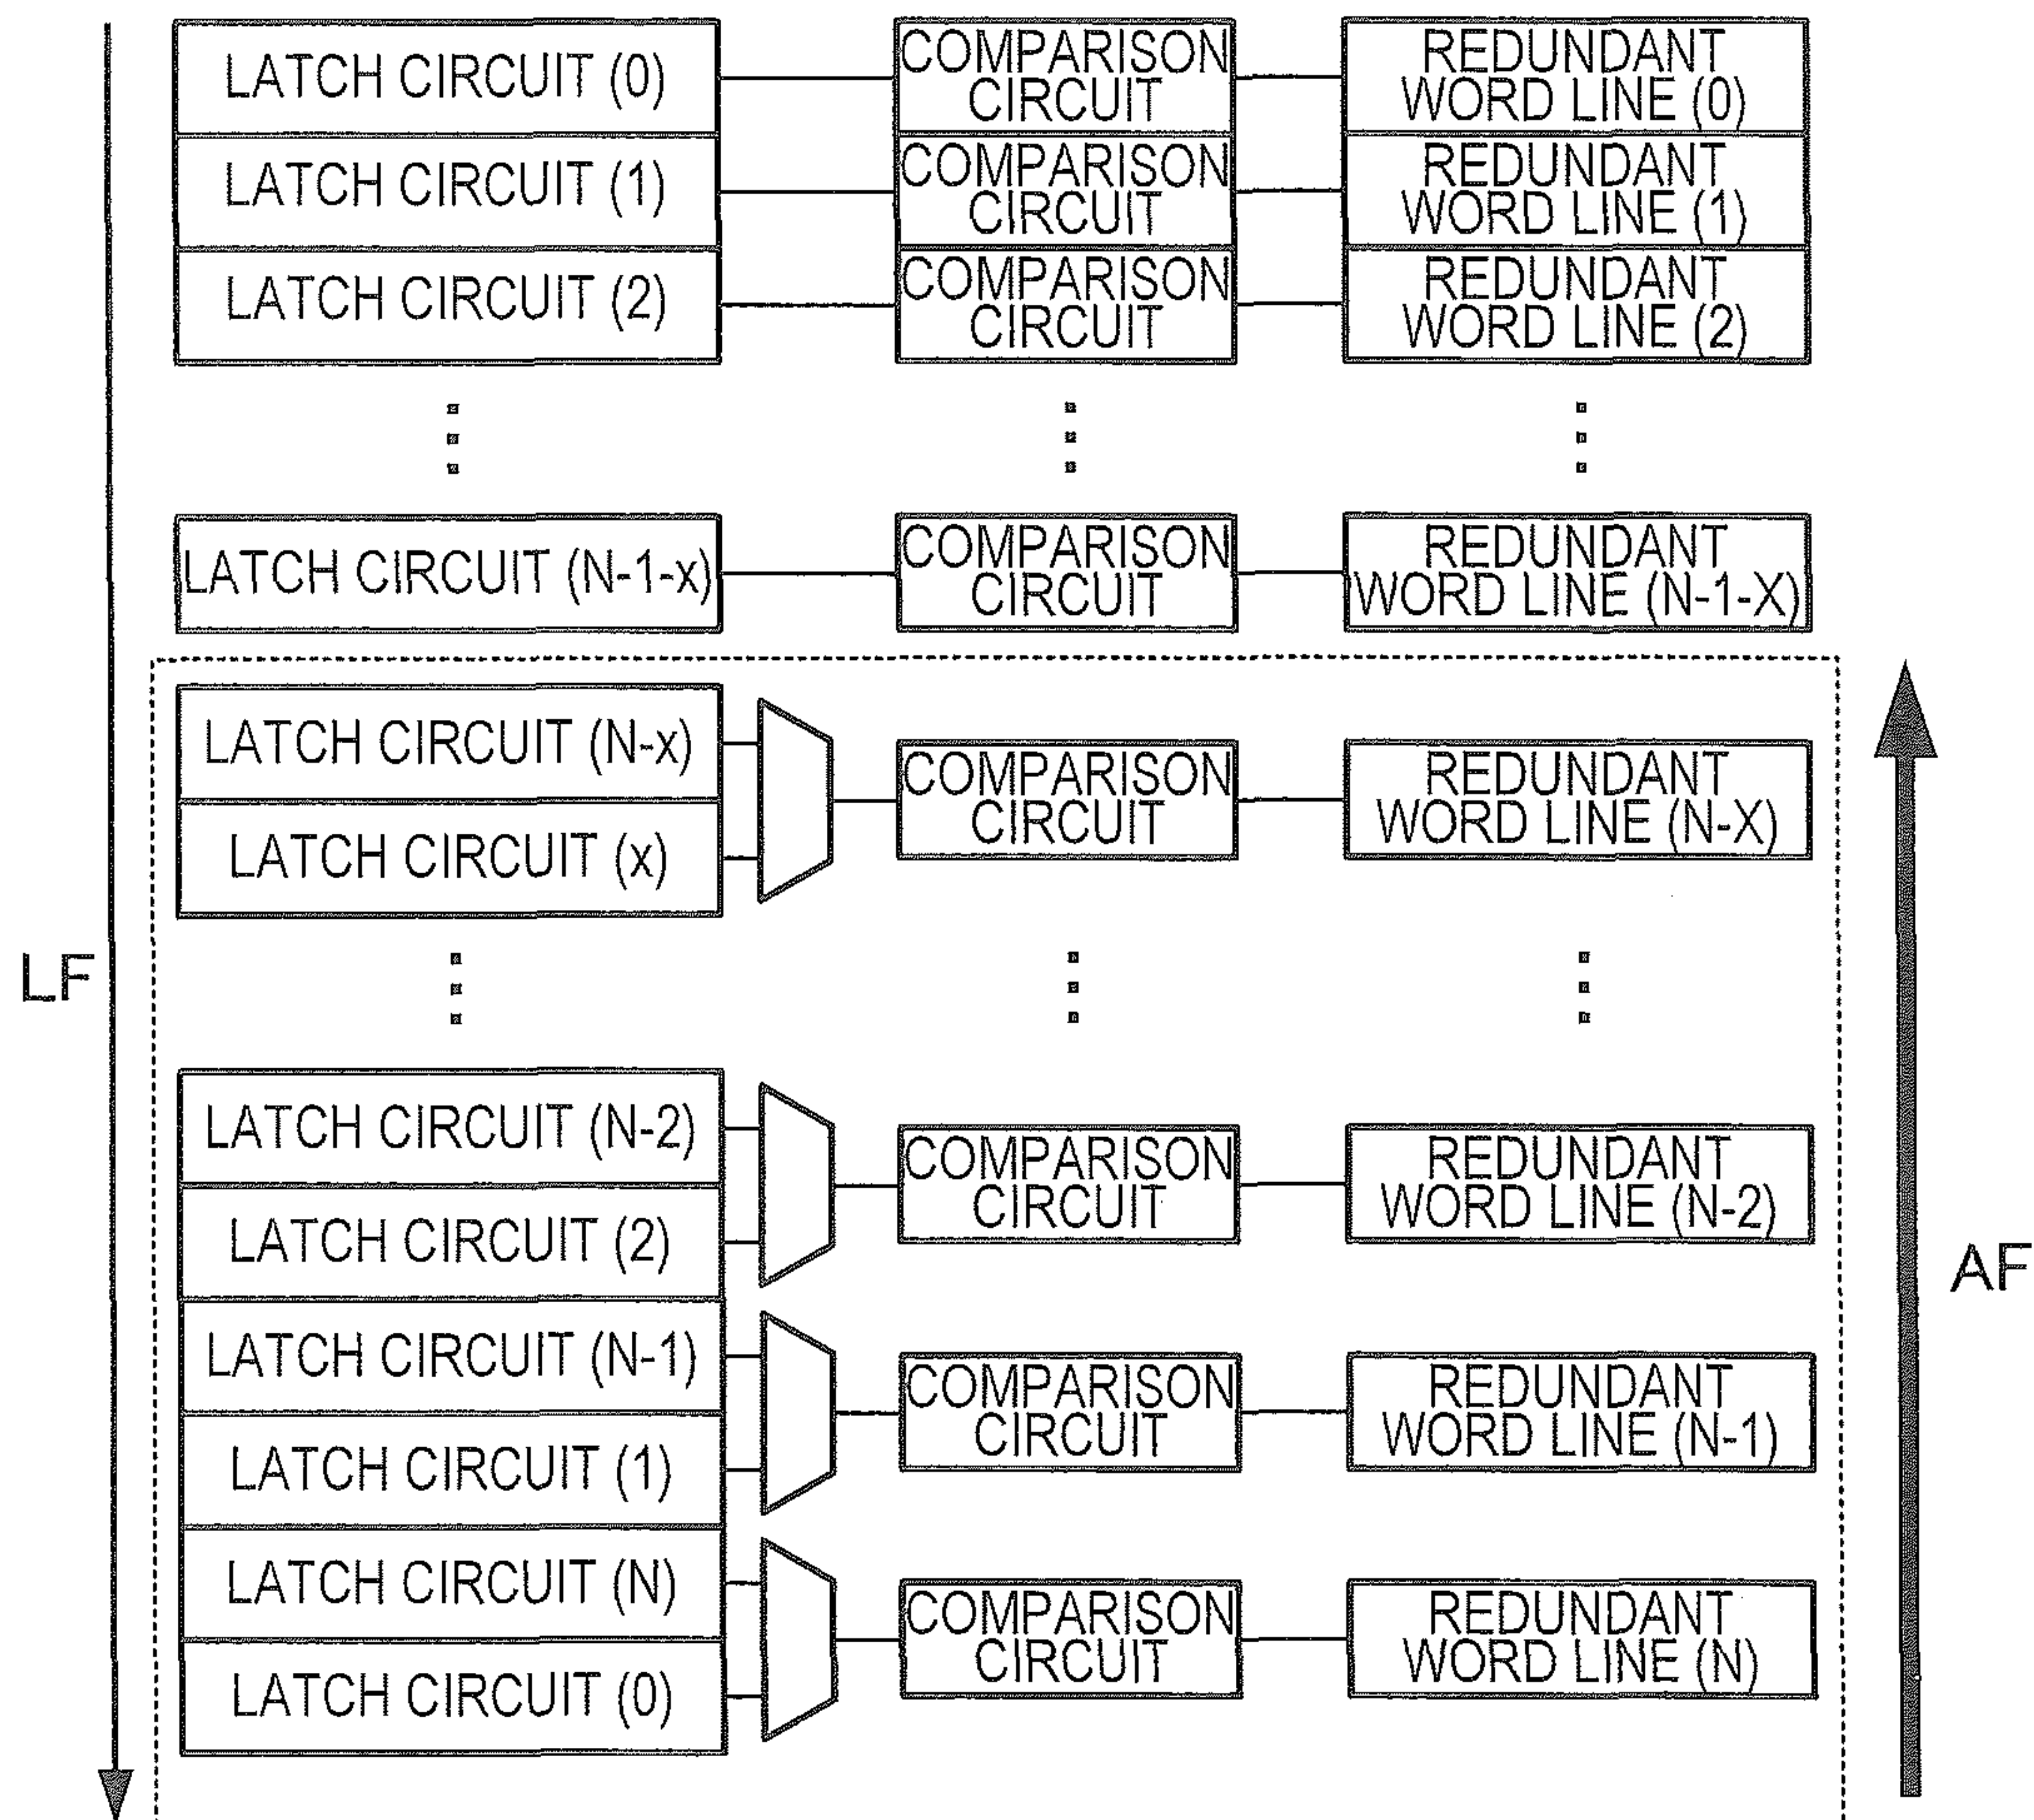 LATCH CIRCUIT (0)
COMPARISON
CIRCUIT
REDUNDANT
WORD LINE (0)
LATCH CIRCUIT (1)
COMPARISON
CIRCUIT
REDUNDANT
WORD LINE (1)
LATCH CIRCUIT (2)
COMPARISON
CIRCUIT
REDUNDANT
WORD LINE (2)
LATCH CIRCUIT (N-1-x)
COMPARISON
CIRCUIT
REDUNDANT
WORD LINE (N-1-X)
LATCH CIRCUIT (N-x)
LATCH CIRCUIT (x)
COMPARISON
CIRCUIT
REDUNDANT
WORD LINE (N-X)
LF
LATCH CIRCUIT (N-2)
LATCH CIRCUIT (2)
COMPARISON
CIRCUIT
REDUNDANT
WORD LINE (N-2)
AF
LATCH CIRCUIT (N-1)
LATCH CIRCUIT (1)
COMPARISON
CIRCUIT
REDUNDANT
WORD LINE (N-1)
LATCH CIRCUIT (N)
LATCH CIRCUIT (0)
COMPARISON
CIRCUIT
REDUNDANT
WORD LINE (N)